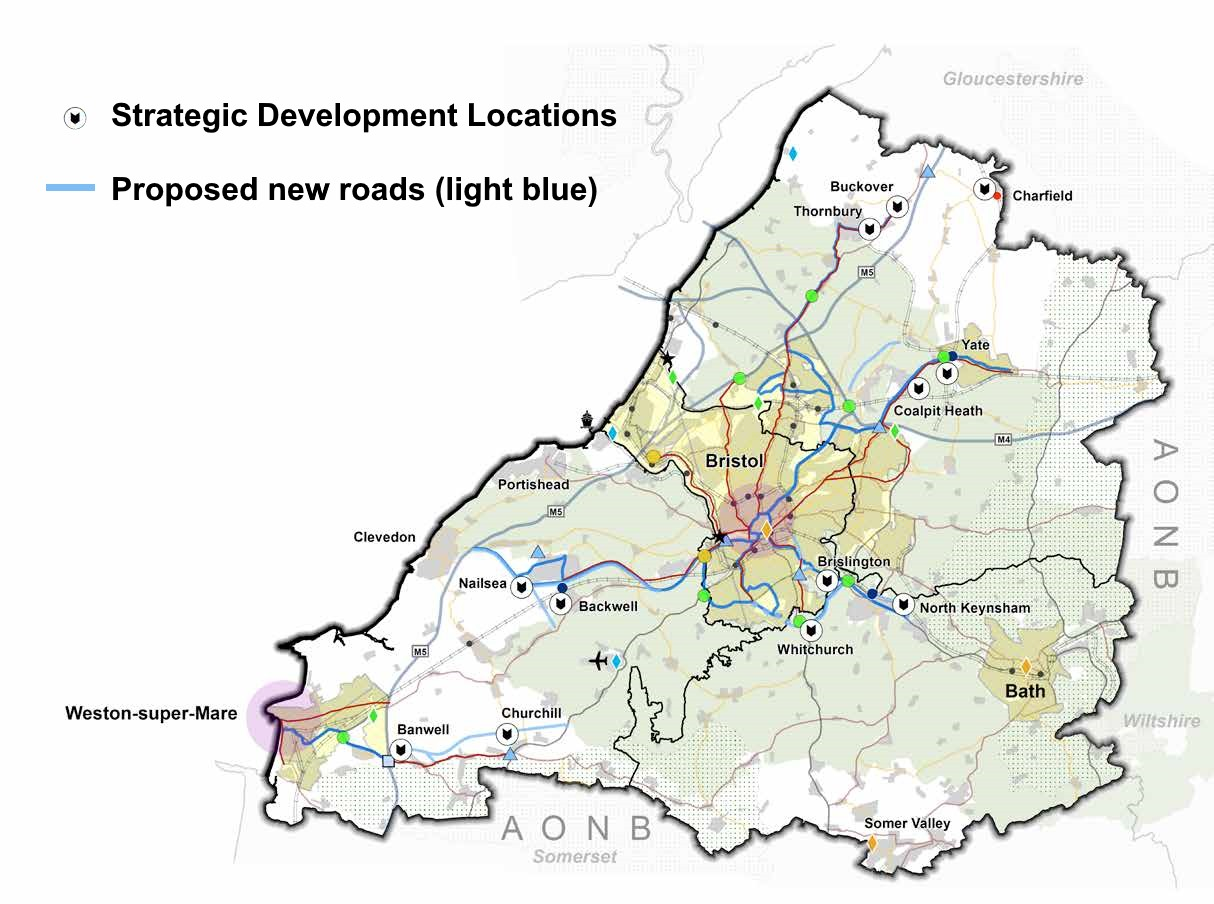 Gloucestershire
Strategic Development Locations
Buckover
Charfield
Proposed new roads (light blue)
Thornbury
M5
Yate
Coalpit Heath
M4
Bristol
AONB
Portishead
M5
Clevedon
Brislington
Nailsea
Backwell
North Keynsham
M5
Whitchurch
Bath
Weston-super-Mare
Churchill
Wiltshire
Banwell
AONB
Somer Valley
Somerset